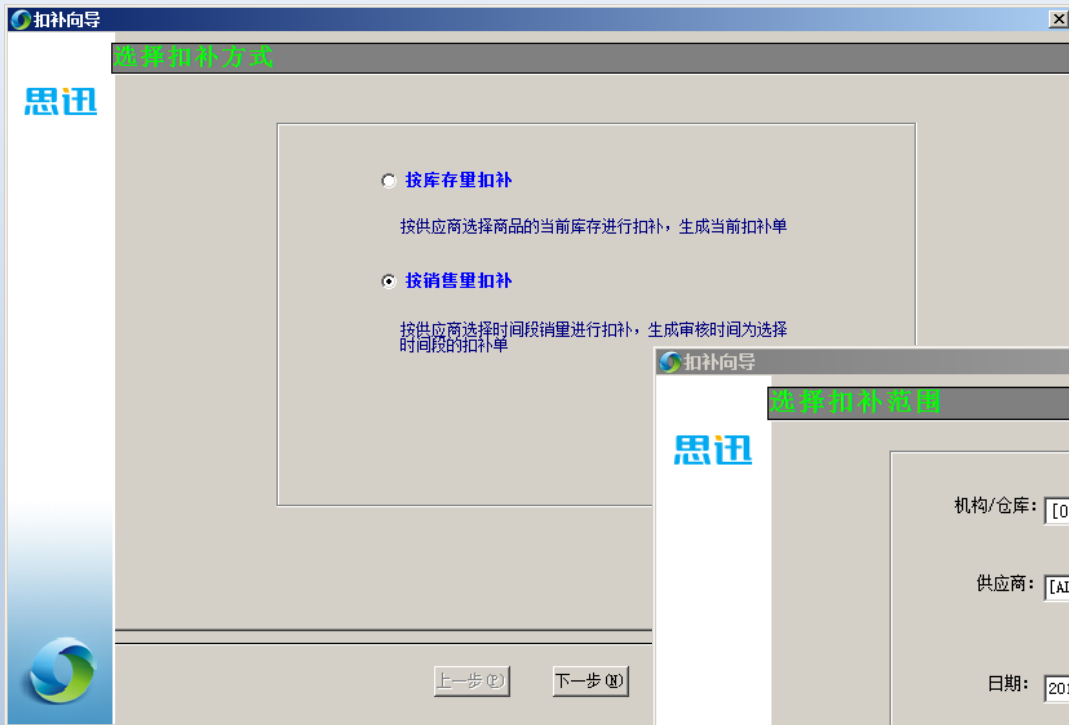 扣补向导
选择扣补方式
思迅
按库存量扣补
按供应商选择商品的当前库存进行扣补，生成当前扣补单
按销售量扣补
按供应商选择时间段销量进行扣补，生成审核时间为选择
时间段的扣补单
上一步(P)
下一步(N)
扣补向导
选择扣补范围
思迅
机构/仓库： [0
供应商： [AI
日期： 201